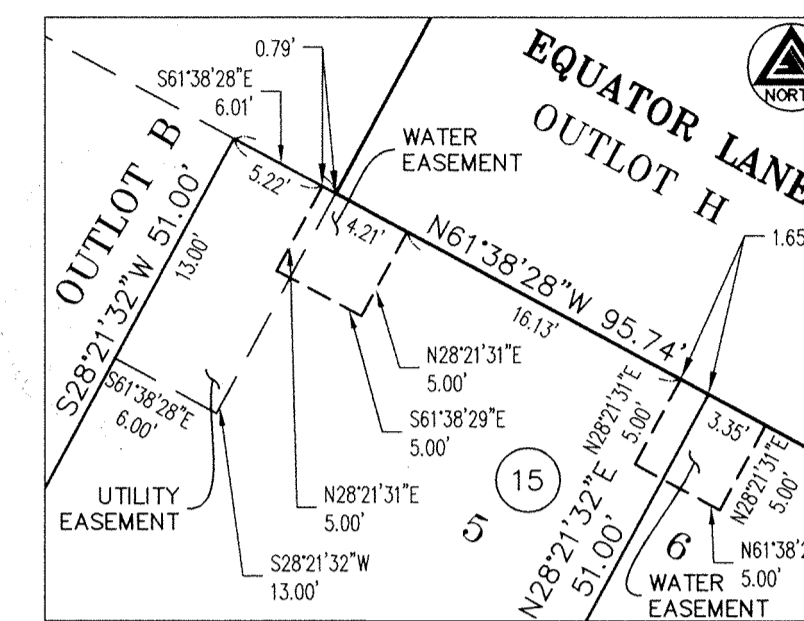 0.79'
S61°38'28"E
6.01'
EQUATOR LANE
OUTLOT H
NORT
OUTLOT B
5.22'
WATER
EASEMENT
4.21'
S28°21'32"W 51.00'
13.00'
N61°38'28"W 95.74'
16.13'
1.65
N28°21'31"E
5.00'
S61°38'29"E
5.00'
N28°21'31"E
5.00'
3.35'
N28°21'31"E
5.00'
S61°38'28"E
6.00'
UTILITY
EASEMENT
N28°21'31"E
5.00'
15
5
S28°21'32"W
13.00'
N28°21'32"E
51.00'
6
N61°38'2
5.00'
WATER
EASEMENT